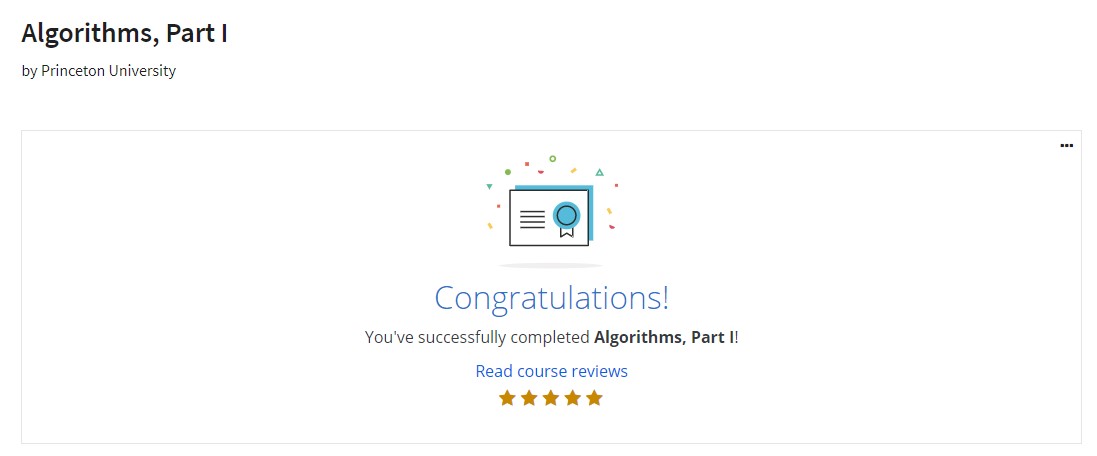 Algorithms, Part I
by Princeton University
Congratulations!
You've successfully completed Algorithms, Part I!
Read course reviews